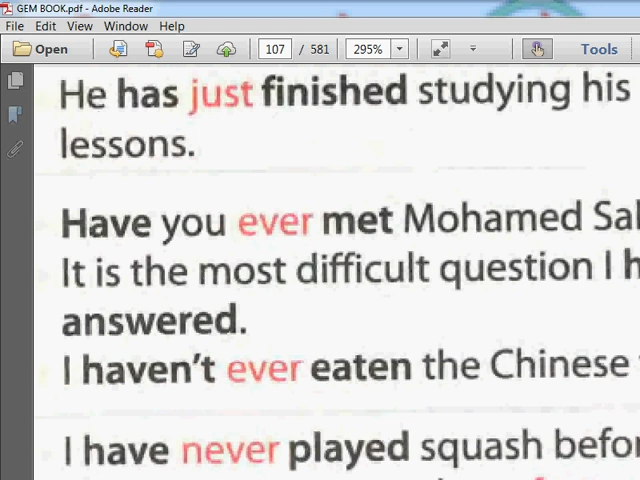 GEM BOOK.pdf - Adobe Reader
File Edit View Window Help
Open 107 / 581 295% Tools
He has just finished studying his
lessons.
Have you ever met Mohamed Sal
It is the most difficult question I h
answered.
I haven't ever eaten the Chinese
I have never played squash befor